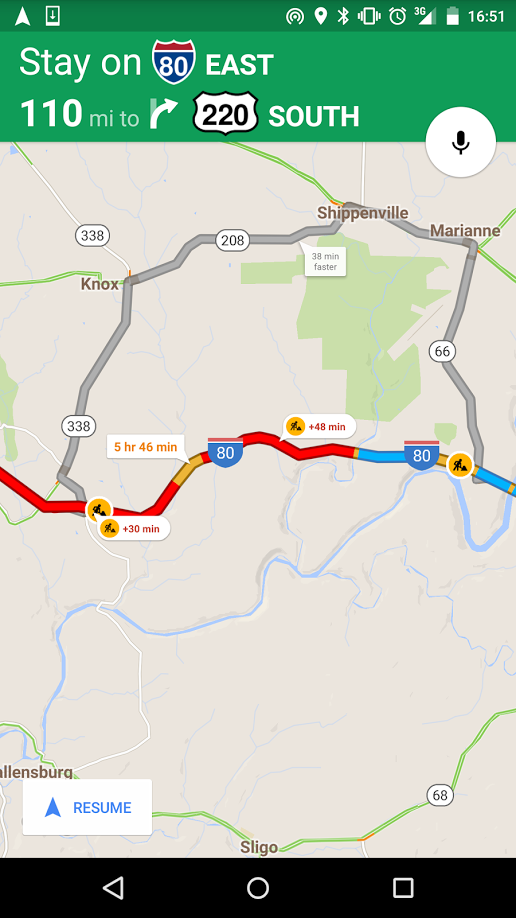 3G 16:51
Stay on 80 EAST
110 mi to 220 SOUTH
Shippenville
338
208
Marianne
38 min
faster
Knox
66
338
+48 min
5 hr 46 min
80
80
+30 min
allensburg
RESUME
68
Sligo